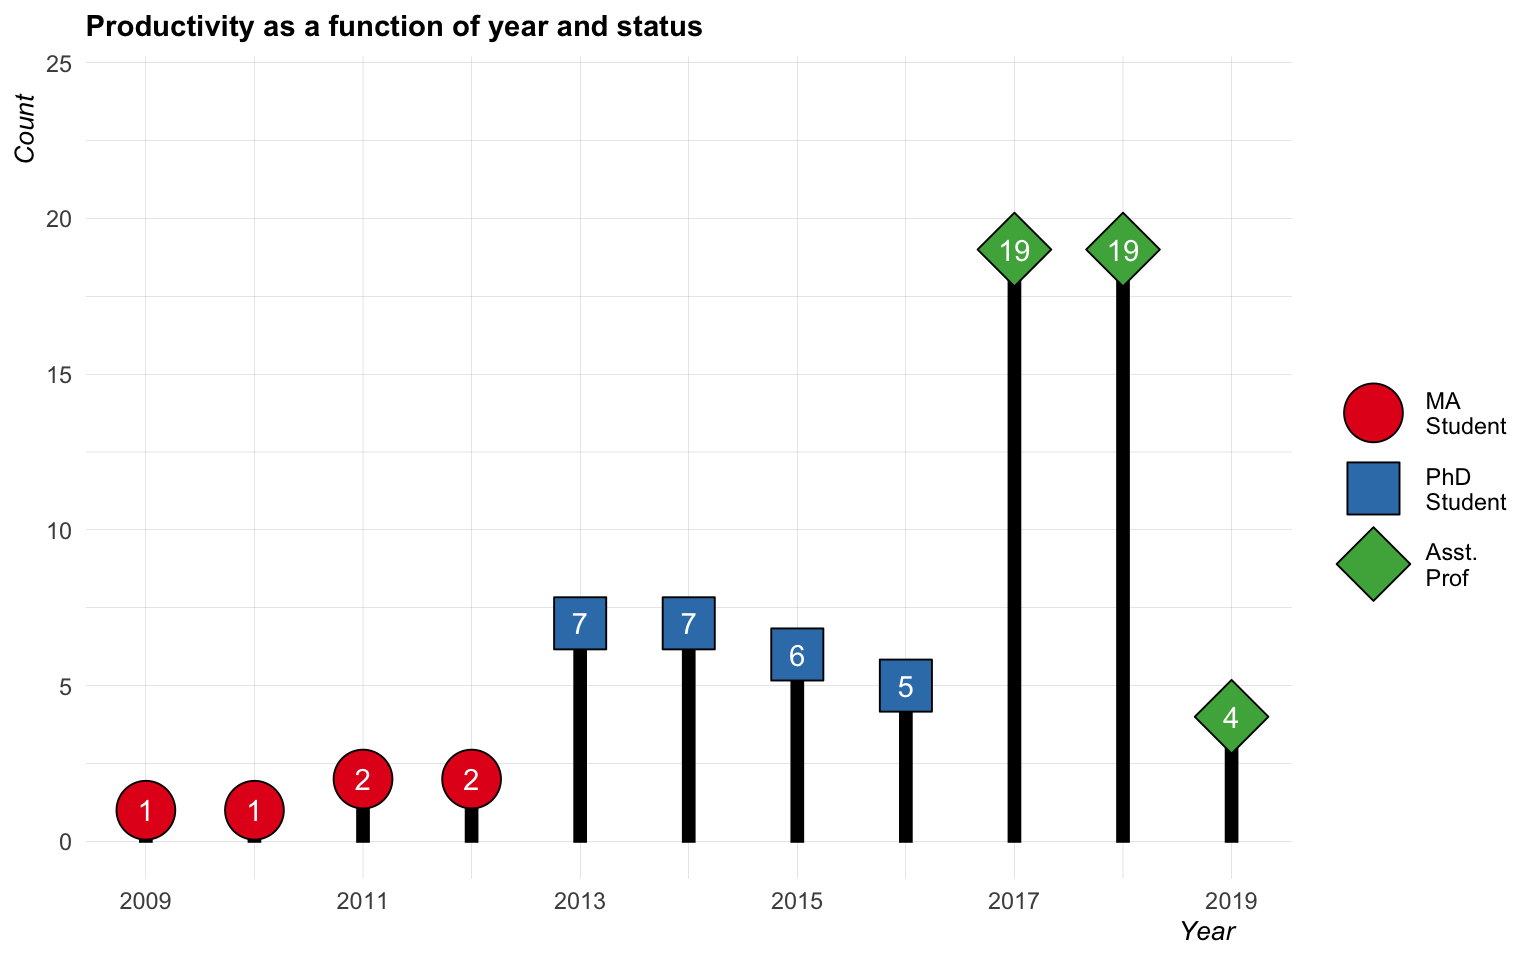 Productivity as a function of year and status
Count
25
20
15
10
5
0
19
19
7
7
6
5
4
2
2
1
1
2009
2011
2013
2015
2017
2019
Year
MA
Student
PhD
Student
Asst.
Prof